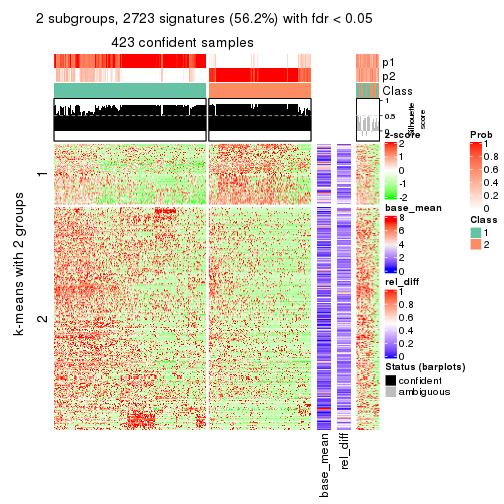 2 subgroups, 2723 signatures (56.2%) with fdr < 0.05
423 confident samples
p1
p2
Class
1
0.5
0
Silhouette
score
k-means with 2 groups
1
2
base_mean
rel_diff
z-score
2
1
0
-1
-2
base_mean
8
6
4
2
0
rel_diff
1
0.8
0.6
0.4
0.2
0
Status (barplots)
confident
ambiguous
Prob
1
0.8
0.6
0.4
0.2
0
Class
1
2